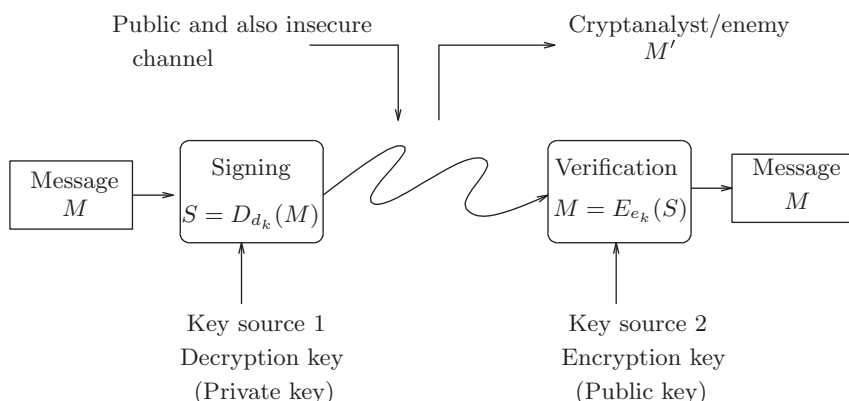 Public and also insecure
channel
Cryptanalyst/enemy
M′
Message
M
Signing
S = D_{d_k}(M)
Verification
M = E_{e_k}(S)
Message
M
Key source 1
Decryption key
(Private key)
Key source 2
Encryption key
(Public key)